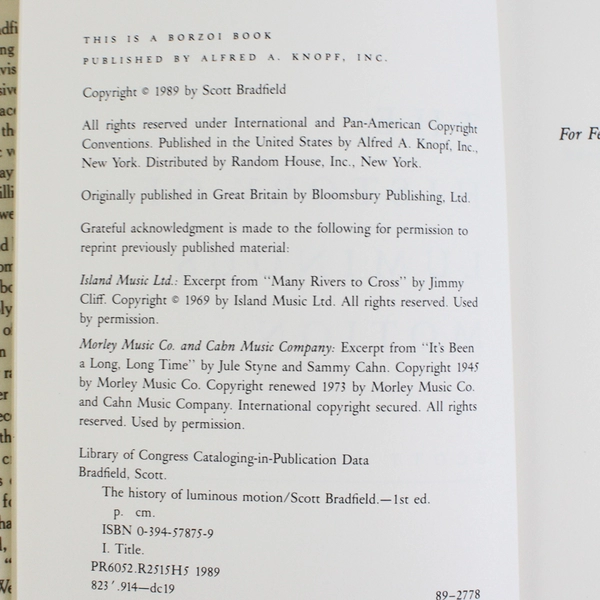 THIS IS A BORZOI BOOK
PUBLISHED BY ALFRED A. KNOPF, INC.
Copyright © 1989 by Scott Bradfield
All rights reserved under International and Pan-American Copyright
Conventions. Published in the United States by Alfred A. Knopf, Inc.,
New York. Distributed by Random House, Inc., New York.
Originally published in Great Britain by Bloomsbury Publishing, Ltd.
Grateful acknowledgment is made to the following for permission to
reprint previously published material:
Island Music Ltd.: Excerpt from "Many Rivers to Cross" by Jimmy
Cliff. Copyright © 1969 by Island Music Ltd. All rights reserved. Used
by permission.
Morley Music Co. and Cahn Music Company: Excerpt from "It's Been
a Long, Long Time" by Jule Styne and Sammy Cahn. Copyright 1945
by Morley Music Co. Copyright renewed 1973 by Morley Music Co.
and Cahn Music Company. International copyright secured. All rights
reserved. Used by permission.
Library of Congress Cataloging-in-Publication Data
Bradfield, Scott.
The history of luminous motion/Scott Bradfield.—1st ed.
p. cm.
ISBN 0-394-57875-9
I. Title.
PR6052.R2515H5 1989
823'.914—dc19
89-2778
For